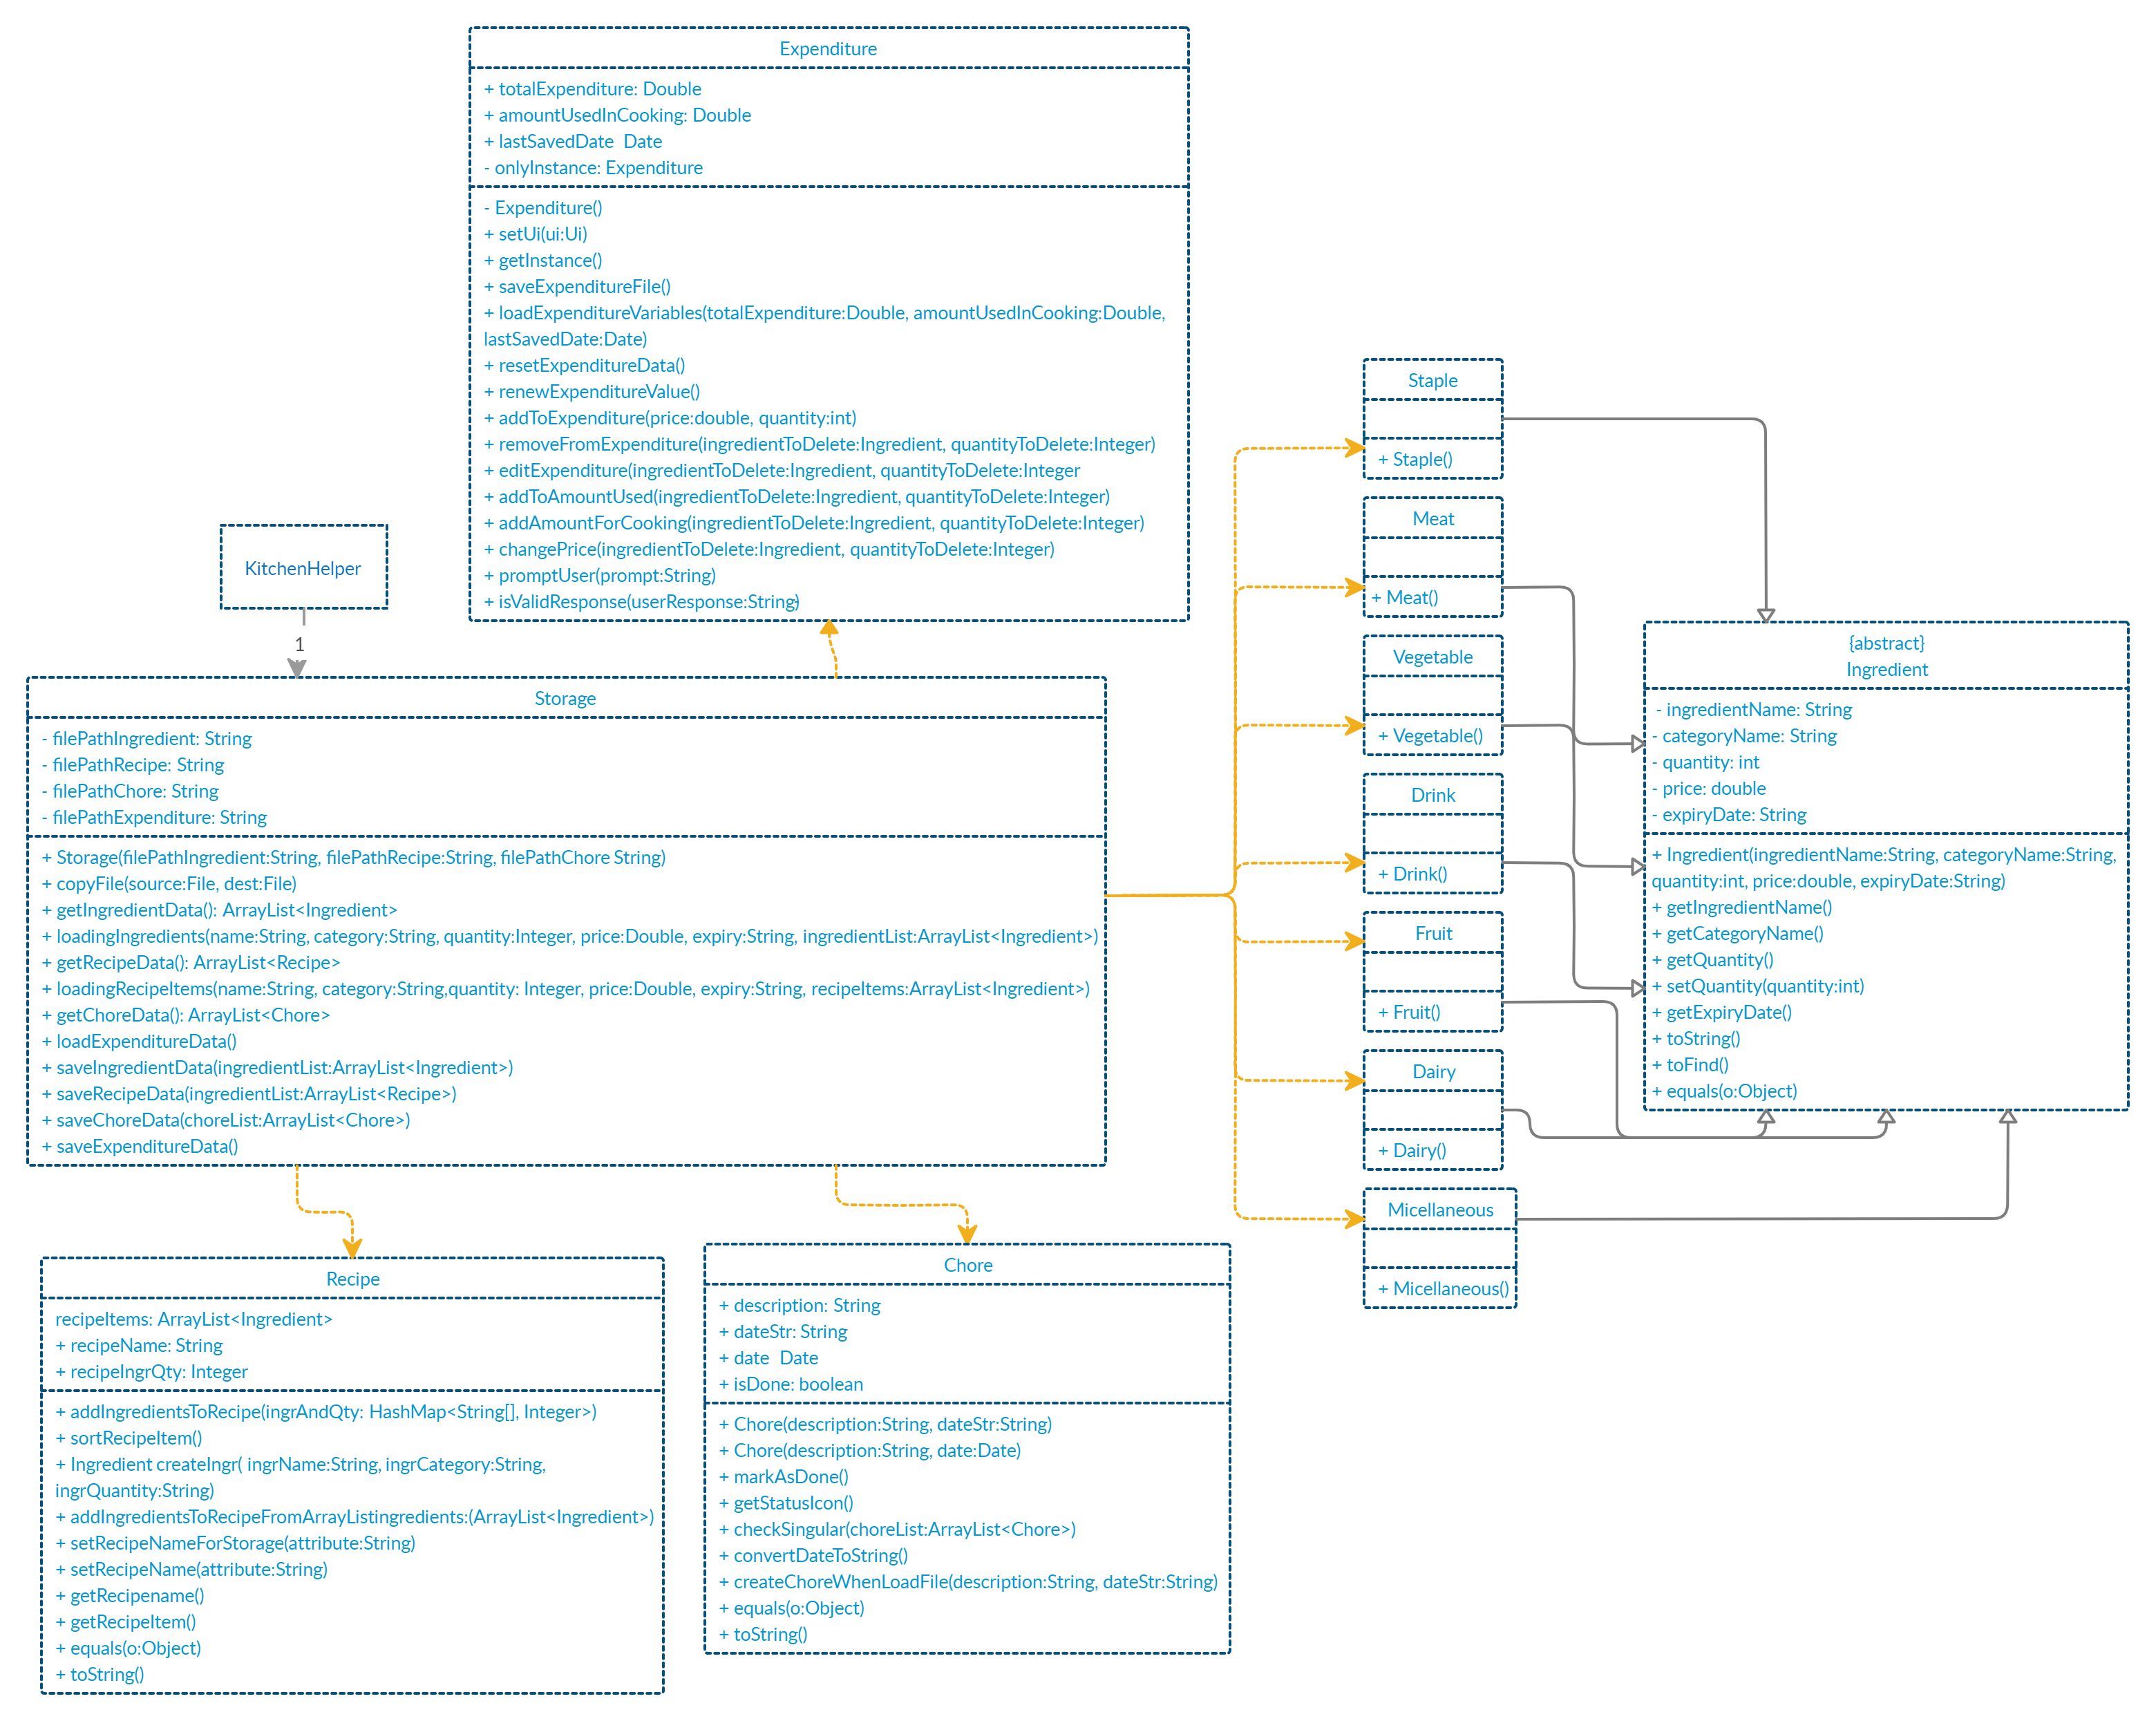 Expenditure
+ totalExpenditure: Double
+ amountUsedInCooking: Double
+ lastSavedDate  Date
- onlyInstance: Expenditure
- Expenditure()
+ setUi(ui:Ui)
+ getInstance()
+ saveExpenditureFile()
+ loadExpenditureVariables(totalExpenditure:Double, amountUsedInCooking:Double,
lastSavedDate:Date)
+ resetExpenditureData()
+ renewExpenditureValue()
+ addToExpenditure(price:double, quantity:int)
+ removeFromExpenditure(ingredientToDelete:Ingredient, quantityToDelete:Integer)
+ editExpenditure(ingredientToDelete:Ingredient, quantityToDelete:Integer
+ addToAmountUsed(ingredientToDelete:Ingredient, quantityToDelete:Integer)
+ addAmountForCooking(ingredientToDelete:Ingredient, quantityToDelete:Integer)
+ changePrice(ingredientToDelete:Ingredient, quantityToDelete:Integer)
+ promptUser(prompt:String)
+ isValidResponse(userResponse:String)
KitchenHelper
1
Storage
- filePathIngredient: String
- filePathRecipe: String
- filePathChore: String
- filePathExpenditure: String
+ Storage(filePathIngredient:String, filePathRecipe:String, filePathChore String)
+ copyFile(source:File, dest:File)
+ getIngredientData(): ArrayList<Ingredient>
+ loadingIngredients(name:String, category:String, quantity:Integer, price:Double, expiry:String, ingredientList:ArrayList<Ingredient>)
+ getRecipeData(): ArrayList<Recipe>
+ loadingRecipeItems(name:String, category:String,quantity: Integer, price:Double, expiry:String, recipeItems:ArrayList<Ingredient>)
+ getChoreData(): ArrayList<Chore>
+ loadExpenditureData()
+ saveIngredientData(ingredientList:ArrayList<Ingredient>)
+ saveRecipeData(ingredientList:ArrayList<Recipe>)
+ saveChoreData(choreList:ArrayList<Chore>)
+ saveExpenditureData()
Recipe
recipeItems: ArrayList<Ingredient>
+ recipeName: String
+ recipeIngrQty: Integer
+ addIngredientsToRecipe(ingrAndQty: HashMap<String[], Integer>)
+ sortRecipeItem()
+ Ingredient createIngr( ingrName:String, ingrCategory:String,
ingrQuantity:String)
+ addIngredientsToRecipeFromArrayListingredients:(ArrayList<Ingredient>)
+ setRecipeNameForStorage(attribute:String)
+ setRecipeName(attribute:String)
+ getRecipename()
+ getRecipeItem()
+ equals(o:Object)
+ toString()
Chore
+ description: String
+ dateStr: String
+ date  Date
+ isDone: boolean
+ Chore(description:String, dateStr:String)
+ Chore(description:String, date:Date)
+ markAsDone()
+ getStatusIcon()
+ checkSingular(choreList:ArrayList<Chore>)
+ convertDateToString()
+ createChoreWhenLoadFile(description:String, dateStr:String)
+ equals(o:Object)
+ toString()
Staple
+ Staple()
Meat
+ Meat()
Vegetable
+ Vegetable()
Drink
+ Drink()
Fruit
+ Fruit()
Dairy
+ Dairy()
Micellaneous
+ Micellaneous()
{abstract}
Ingredient
- ingredientName: String
- categoryName: String
- quantity: int
- price: double
- expiryDate: String
+ Ingredient(ingredientName:String, categoryName:String,
quantity:int, price:double, expiryDate:String)
+ getIngredientName()
+ getCategoryName()
+ getQuantity()
+ setQuantity(quantity:int)
+ getExpiryDate()
+ toString()
+ toFind()
+ equals(o:Object)